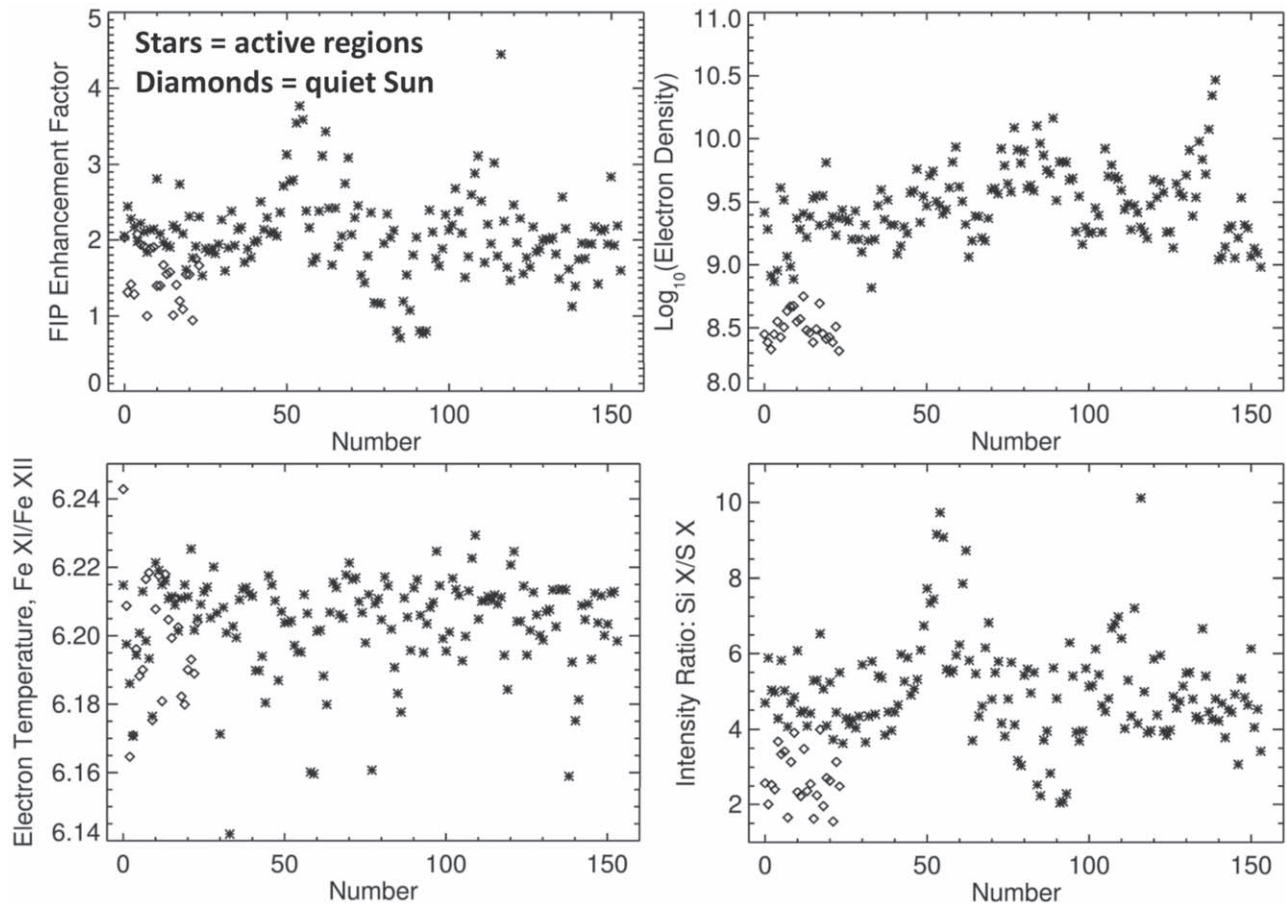 Stars = active regions
Diamonds = quiet Sun
FIP Enhancement Factor
5
4
3
2
1
0
0 50 100 150
Number
Log10(Electron Density)
11.0
10.5
10.0
9.5
9.0
8.5
8.0
0 50 100 150
Number
Electron Temperature, Fe XI/Fe XII
6.24
6.22
6.20
6.18
6.16
6.14
0 50 100 150
Number
Intensity Ratio: Si X/S X
10
8
6
4
2
0 50 100 150
Number